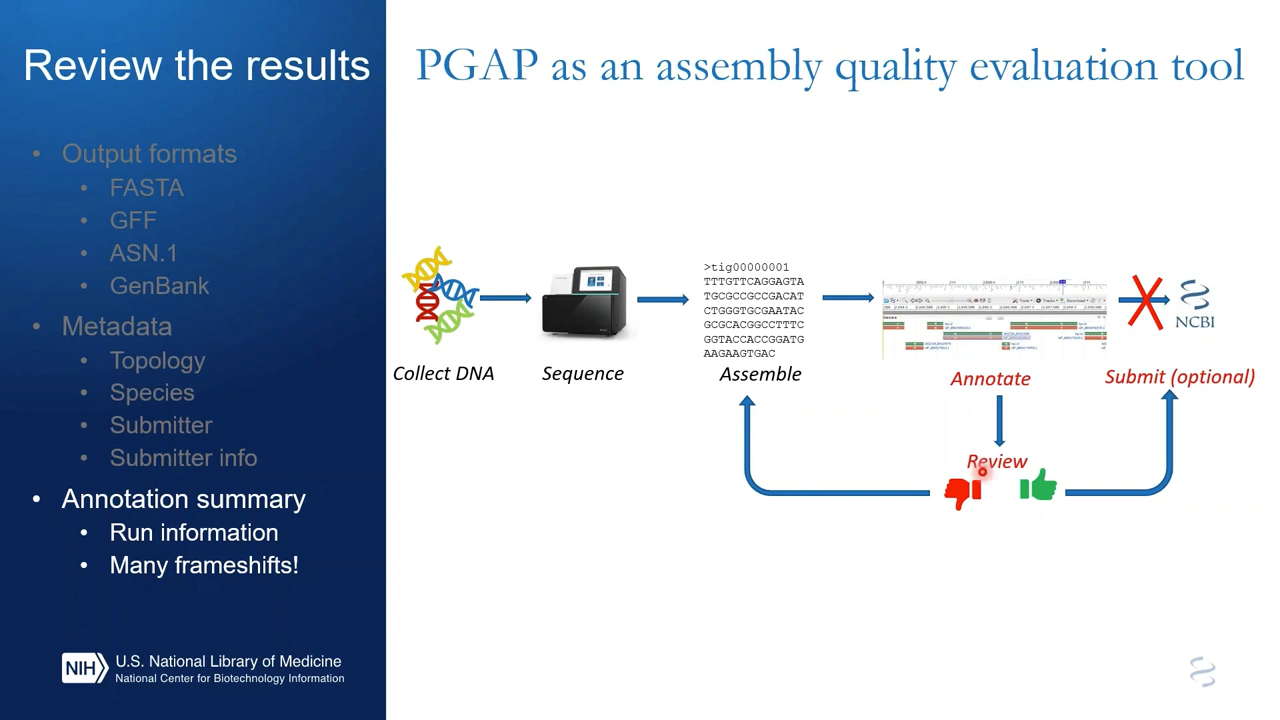 Review the results
• Output formats
• FASTA
• GFF
• ASN.1
• GenBank
• Metadata
• Topology
• Species
• Submitter
• Submitter info
• Annotation summary
• Run information
• Many frameshifts!
NIH U.S. National Library of Medicine
National Center for Biotechnology Information
PGAP as an assembly quality evaluation tool
>tig00000001
TTTGTTCAGGAGTA
TGCGCCGCCGACAT
CTGGGTGCGAATAC
GCGCACGGCCTTTC
GGTACCACCGGATG
AAGAAGTGAC
NCBI
Collect DNA
Sequence
Assemble
Annotate
Submit (optional)
Review